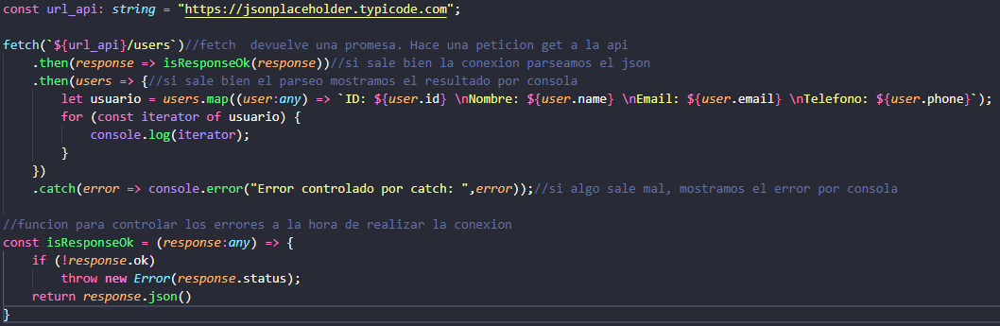 const url_api: string = "https://jsonplaceholder.typicode.com";
fetch(`${url_api}/users`)//fetch  devuelve una promesa. Hace una peticion get a la api
    .then(response => isResponseOk(response))//si sale bien la conexion parseamos el json
    .then(users => {//si sale bien el parseo mostramos el resultado por consola
        let usuario = users.map((user:any) => `ID: ${user.id} \nNombre: ${user.name} \nEmail: ${user.email} \nTelefono: ${user.phone}`);
        for (const iterator of usuario) {
            console.log(iterator);
        }
    })
    .catch(error => console.error("Error controlado por catch: ",error));//si algo sale mal, mostramos el error por consola
//funcion para controlar los errores a la hora de realizar la conexion
const isResponseOk = (response:any) => {
    if (!response.ok)
        throw new Error(response.status);
    return response.json()
}